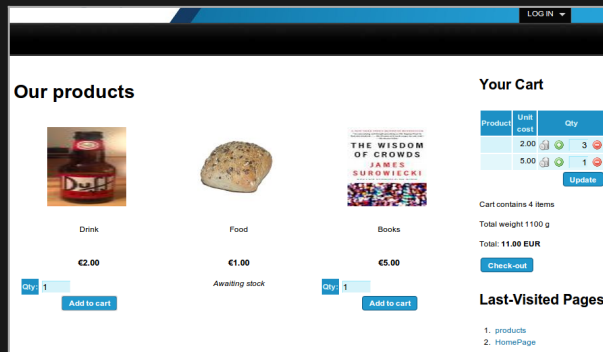 LOG IN
Our products
Duff
Drink
€2.00
Qty: 1
Add to cart
Food
€1.00
Awaiting stock
THE WISDOM
OF CROWDS
JAMES
SUROWIECKI
Books
€5.00
Qty: 1
Add to cart
Your Cart
Product Unit cost Qty
2.00 3
5.00 1
Update
Cart contains 4 items
Total weight 1100 g
Total: 11.00 EUR
Check-out
Last-Visited Pages
1. products
2. HomePage